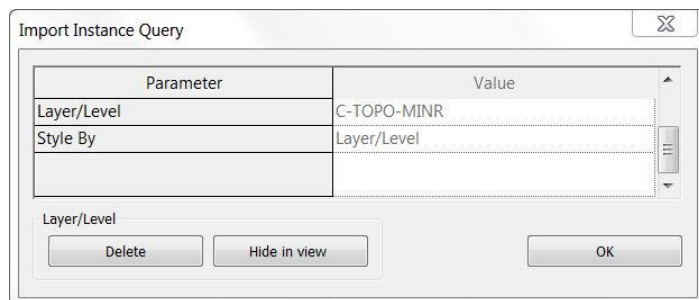 Import Instance Query
Parameter Value
Layer/Level C-TOPO-MINR
Style By Layer/Level
Layer/Level
Delete Hide in view OK